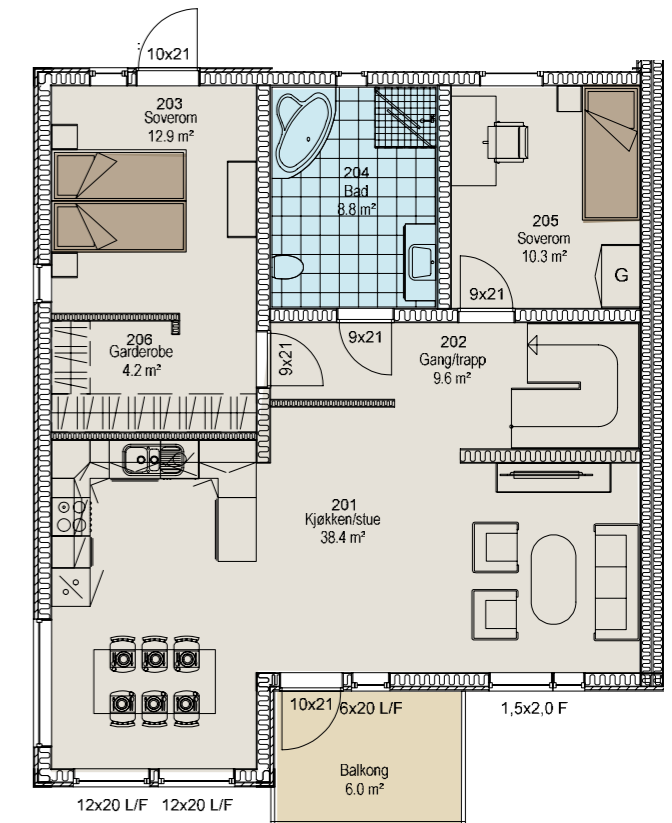 10x21
203
Soverom
12.9 m²
204
Bad
8.8 m²
205
Soverom
10.3 m²
G
9x21
9x21
9x21
206
Garderobe
4.2 m²
202
Gang/trapp
9.6 m²
201
Kjøkken/stue
38.4 m²
10x21
6x20 L/F
1,5x2,0 F
Balkong
6.0 m²
12x20 L/F
12x20 L/F